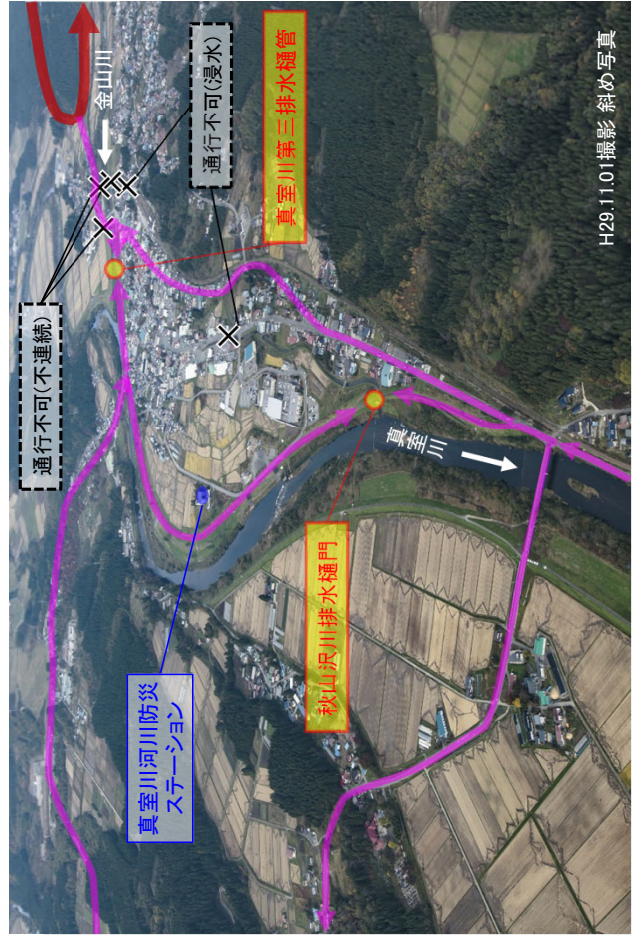 金山川
通行不可(浸水)
真室川第三排水樋管
通行不可(不連続)
真室川
真室川河川防災
ステーション
秋山沢川排水樋門
H29.11.01撮影 斜め写真